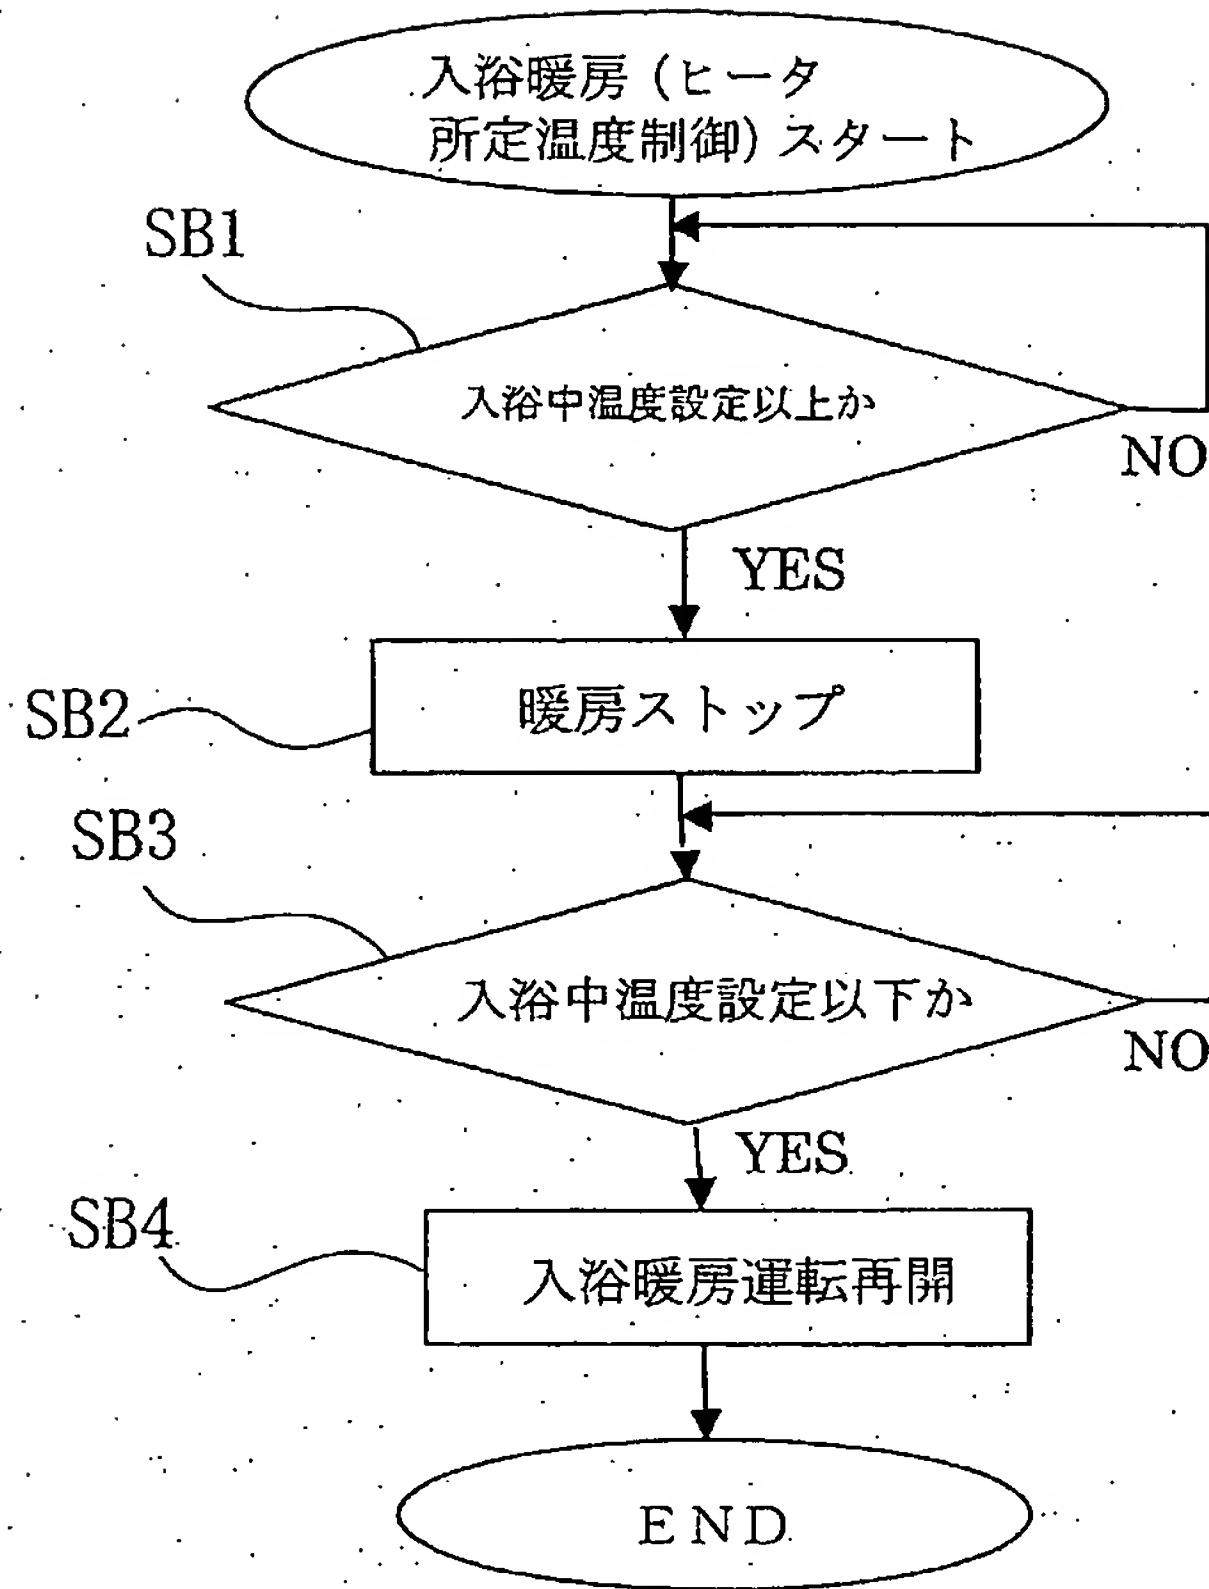 入浴暖房（ヒータ
所定温度制御）スタート
SB1
入浴中温度設定以上か
NO
YES
SB2
暖房ストップ
SB3
入浴中温度設定以下か
NO
YES
SB4
入浴暖房運転再開
END